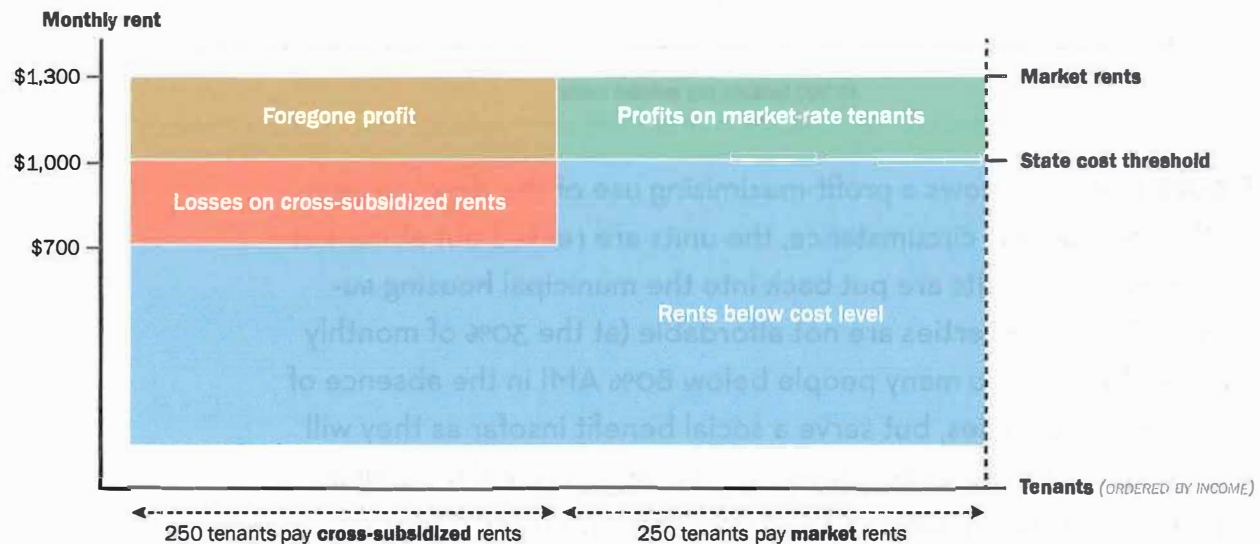 Monthly rent
$1,300
Market rents
Foregone profit
Profits on market-rate tenants
$1,000
State cost threshold
Losses on cross-subsidized rents
$700
Rents below cost level
Tenants (ORDERED BY INCOME)
250 tenants pay cross-subsidized rents
250 tenants pay market rents